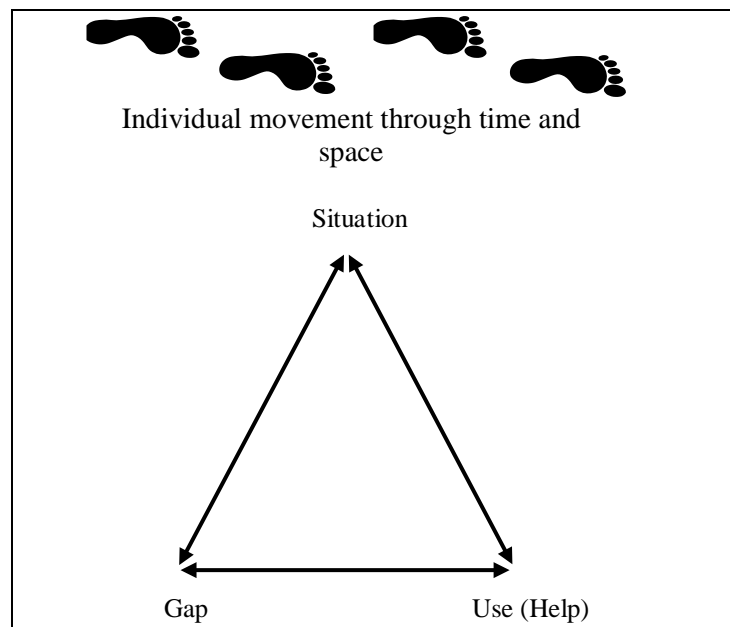 Individual movement through time and
space
Situation
Gap
Use (Help)